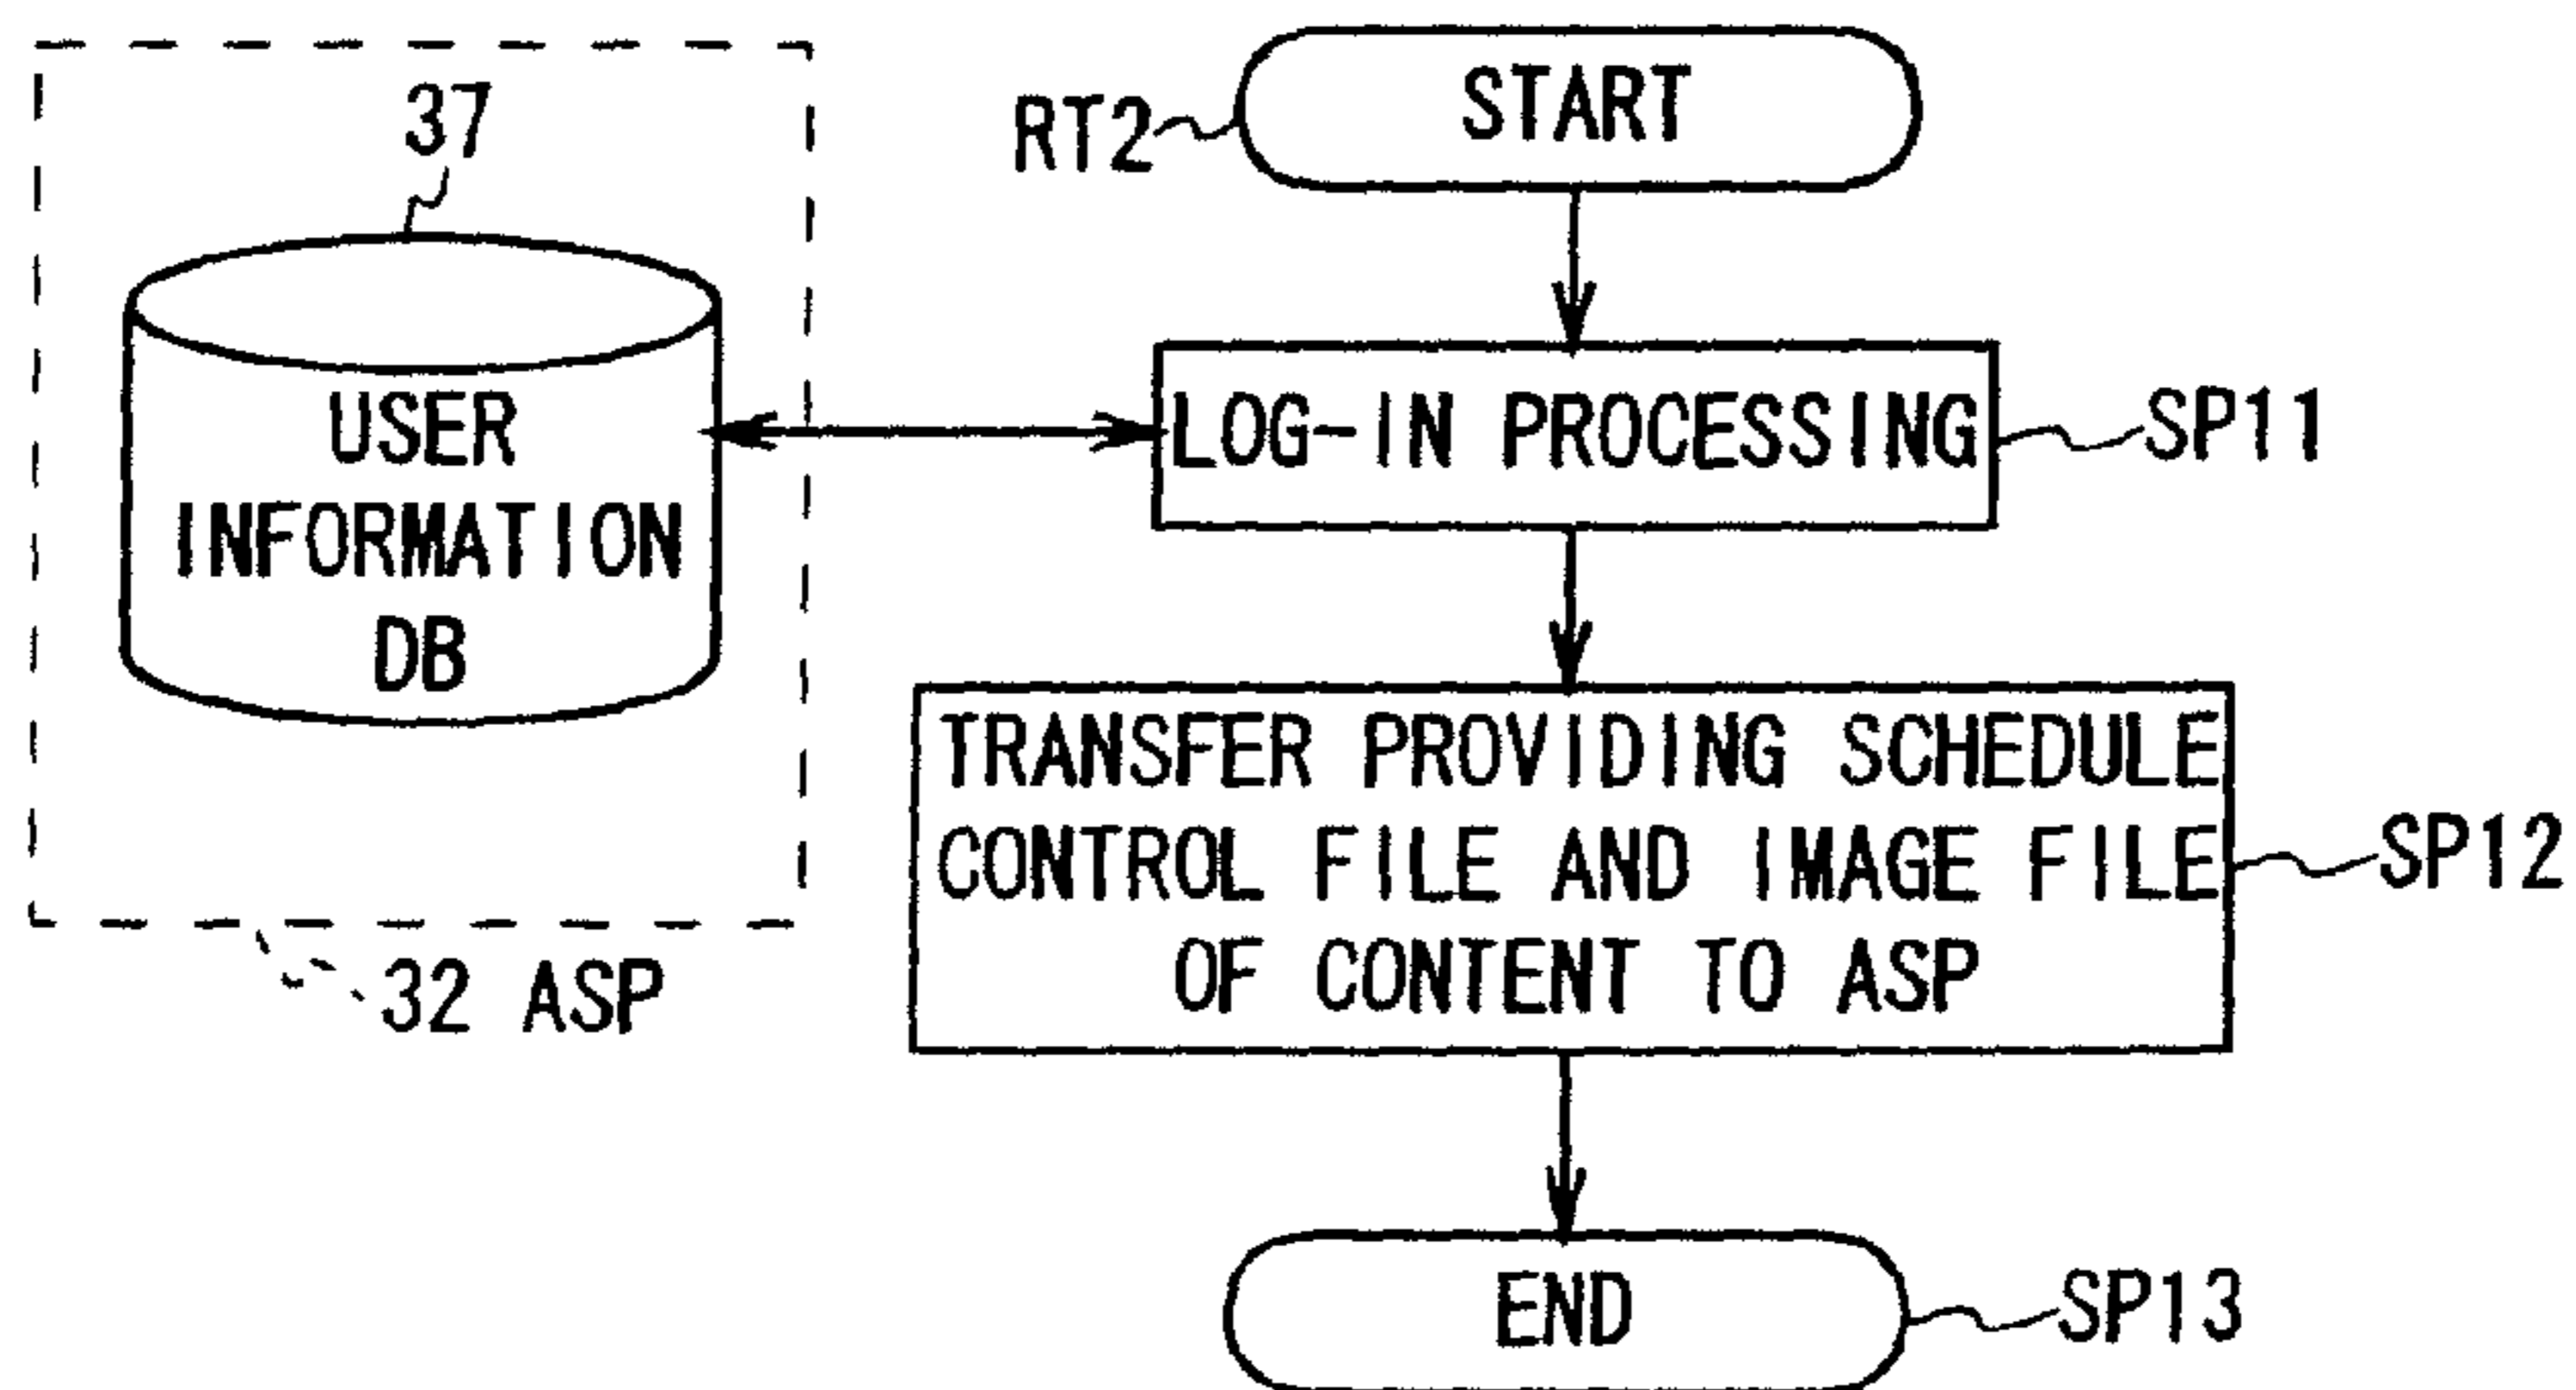 37
USER
INFORMATION
DB
32 ASP
RT2
START
LOG-IN PROCESSING
SP11
TRANSFER PROVIDING SCHEDULE
CONTROL FILE AND IMAGE FILE
OF CONTENT TO ASP
SP12
END
SP13